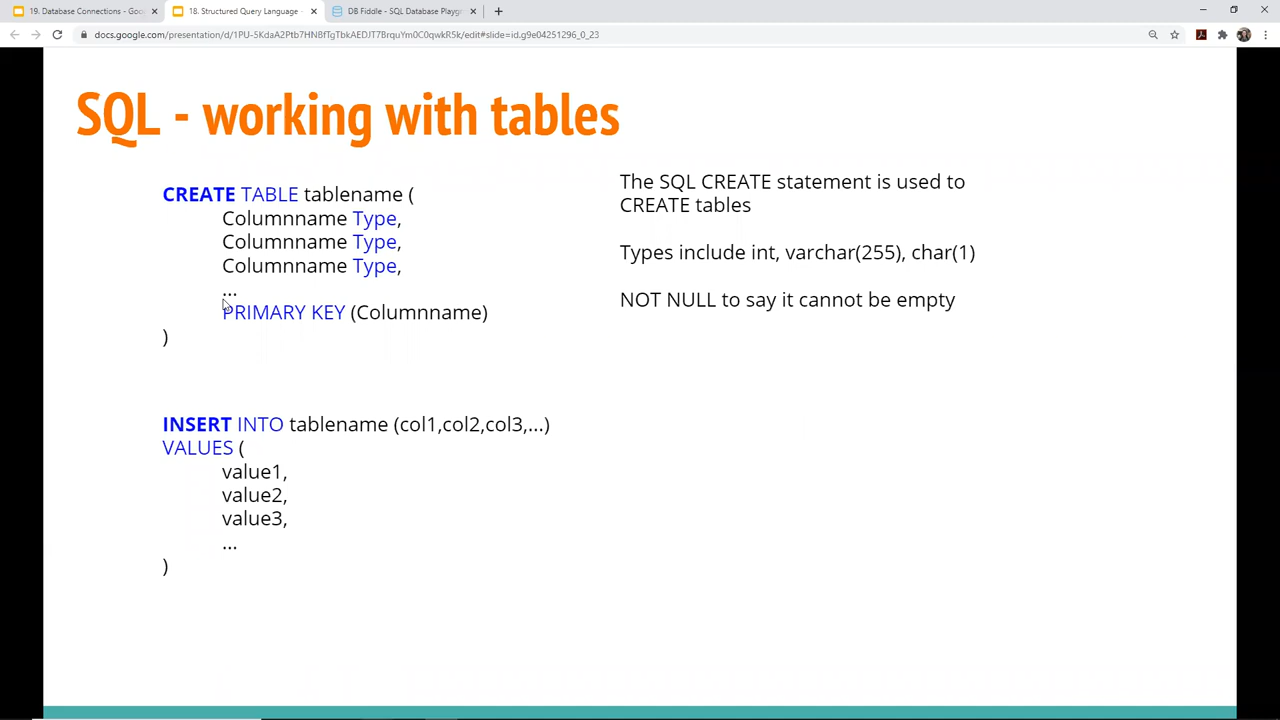 19. Database Connections - Goo
18. Structured Query Language -
DB Fiddle - SQL Database Playgr
docs.google.com/presentation/d/1PU-5KdaA2Ptb7HN8fTgTbkAEDJT7BrquYm0C0qwkR5k/edit#slide=id.g9e04251296_0_23
SQL - working with tables
CREATE TABLE tablename (
Columnname Type,
Columnname Type,
Columnname Type,
...
PRIMARY KEY (Columnname)
)
The SQL CREATE statement is used to
CREATE tables
Types include int, varchar(255), char(1)
NOT NULL to say it cannot be empty
INSERT INTO tablename (col1,col2,col3,...)
VALUES (
value1,
value2,
value3,
...
)